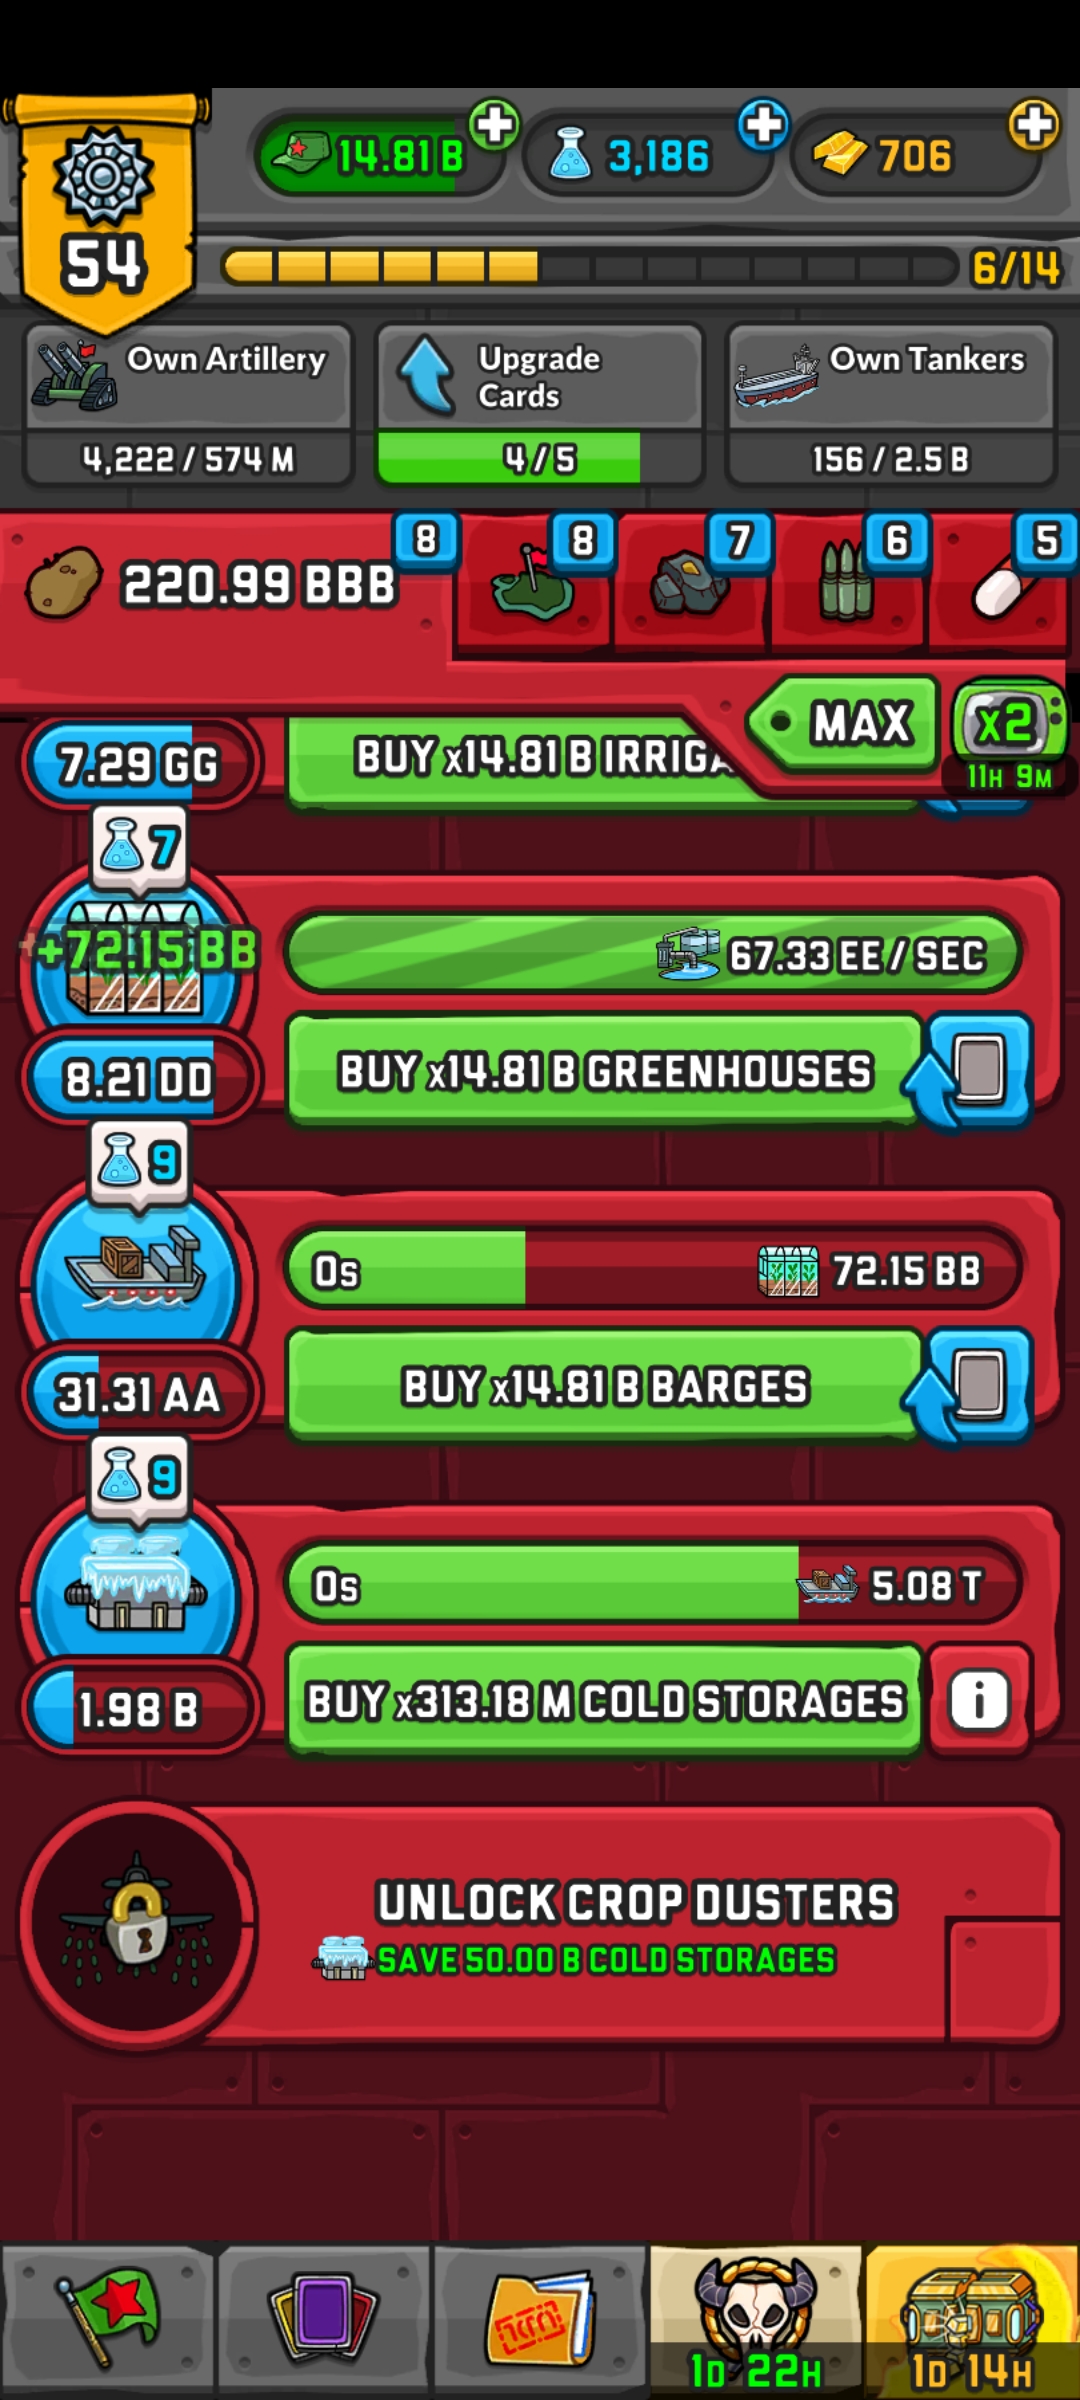 14.81 B
3,186
706
54
6/14
Own Artillery
4,222 / 574 M
Upgrade
Cards
4 / 5
Own Tankers
156 / 2.5 B
220.99 BBB
8
8
7
6
5
MAX
x2
11H 9M
7.29 GG
BUY x14.81 B IRRIGA
7
+72.15 BB
67.33 EE / SEC
8.21 DD
BUY x14.81 B GREENHOUSES
9
0s
72.15 BB
31.31 AA
BUY x14.81 B BARGES
9
0s
5.08 T
1.98 B
BUY x313.18 M COLD STORAGES
i
UNLOCK CROP DUSTERS
SAVE 50.00 B COLD STORAGES
1D 22H
1D 14H